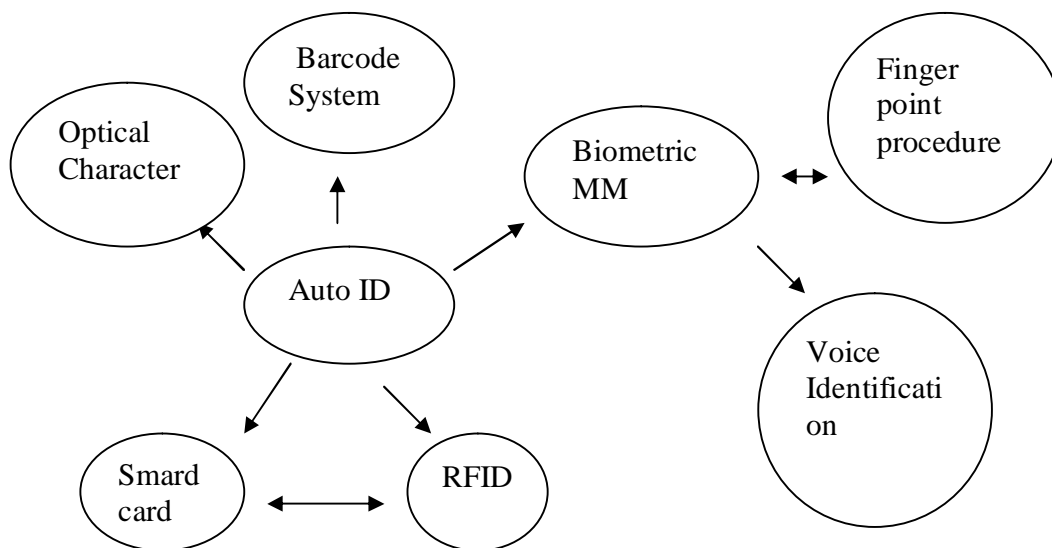 Barcode
System
Optical
Character
Finger
point
procedure
Biometric
MM
Auto ID
Voice
Identificati
on
Smard
card
RFID